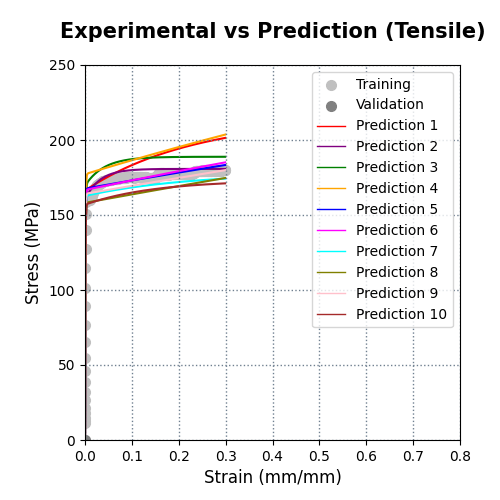 Experimental vs Prediction (Tensile)
250
200
150
100
50
0
Stress (MPa)
0.0 0.1 0.2 0.3 0.4 0.5 0.6 0.7 0.8
Strain (mm/mm)
Training
Validation
Prediction 1
Prediction 2
Prediction 3
Prediction 4
Prediction 5
Prediction 6
Prediction 7
Prediction 8
Prediction 9
Prediction 10